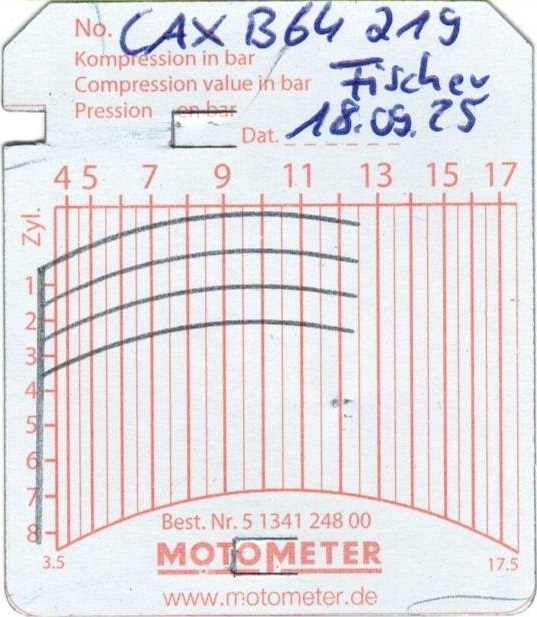 No. CAX B64 219
Kompression in bar
Compression value in bar Fischer
Pression en bar 18.09.25
Dat.
4 5 7 9 11 13 15 17
Zyl.
1
2
3
4
5
6
7
8
Best. Nr. 5 1341 248 00
3.5 MOTOMETER 17.5
www.motometer.de